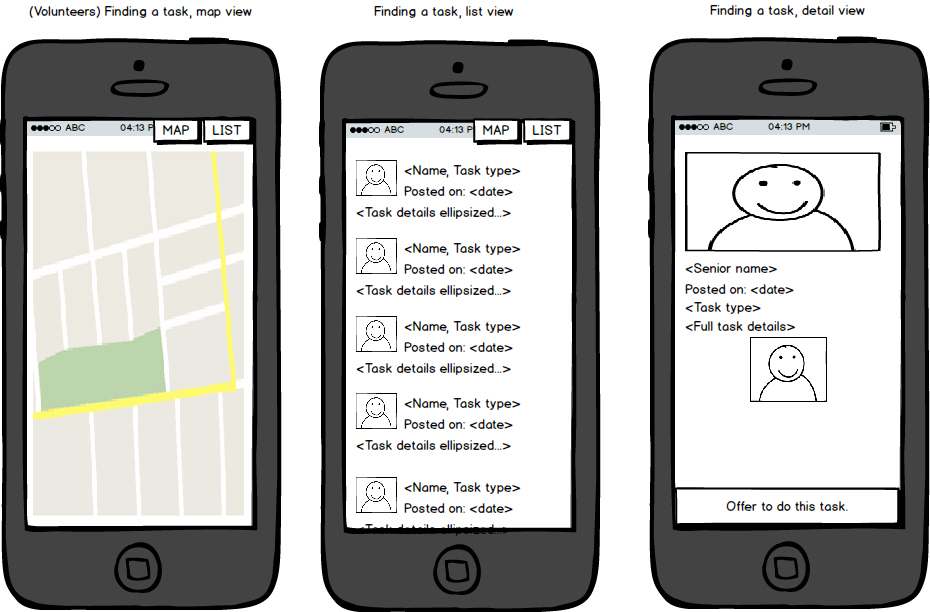 (Volunteers) Finding a task, map view
ABC 04:13 P
MAP
LIST
Finding a task, list view
ABC 04:13 P
MAP
LIST
<Name, Task type>
Posted on: <date>
<Task details ellipsized...>
<Name, Task type>
Posted on: <date>
<Task details ellipsized...>
<Name, Task type>
Posted on: <date>
<Task details ellipsized...>
<Name, Task type>
Posted on: <date>
<Task details ellipsized...>
<Name, Task type>
Posted on: <date>
<Task details ellipsized...>
Finding a task, detail view
ABC 04:13 PM
<Senior name>
Posted on: <date>
<Task type>
<Full task details>
Offer to do this task.